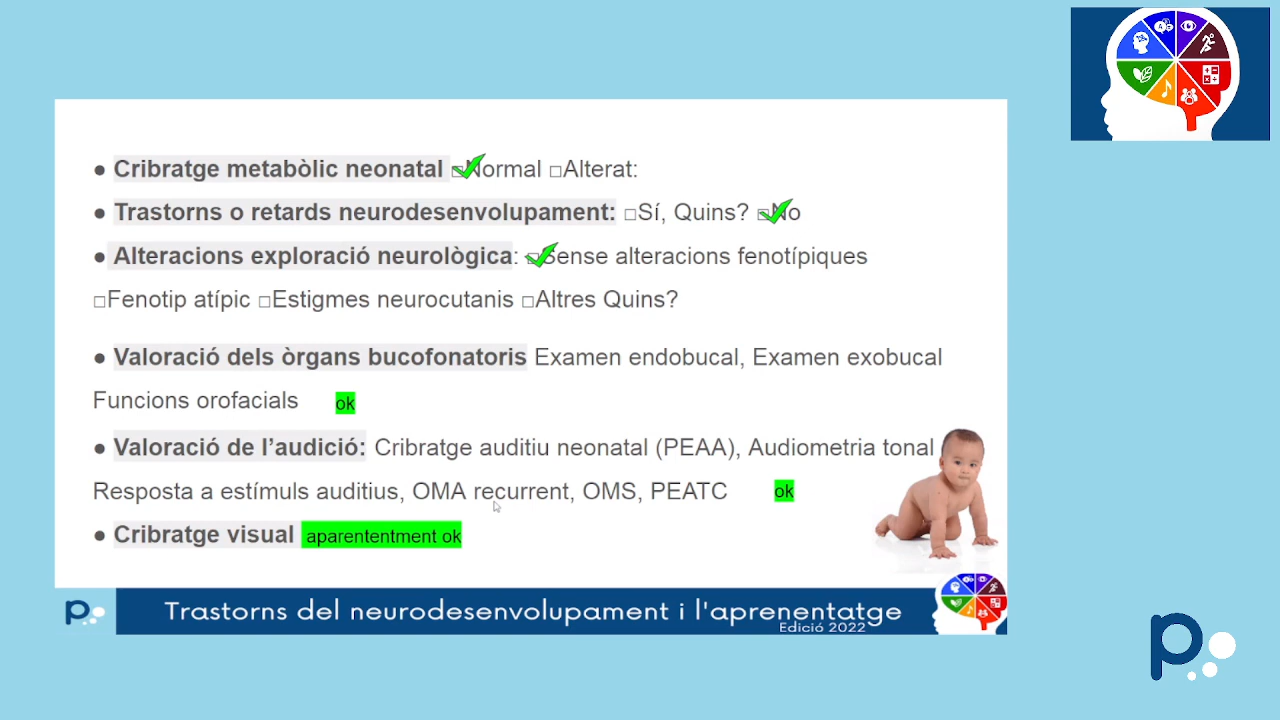 ● Cribratge metabòlic neonatal □Normal □Alterat:
● Trastorns o retards neurodesenvolupament: □Sí, Quins? □No
● Alteracions exploració neurològica: □Sense alteracions fenotípiques
□Fenotip atípic □Estigmes neurocutanis □Altres Quins?
● Valoració dels òrgans bucofonatoris Examen endobucal, Examen exobucal
Funcions orofacials ok
● Valoració de l’audició: Cribratge auditiu neonatal (PEAA), Audiometria tonal
Resposta a estímuls auditius, OMA recurrent, OMS, PEATC ok
● Cribratge visual aparententment ok
p
Trastorns del neurodesenvolupament i l'aprenentatge
Edició 2022
p